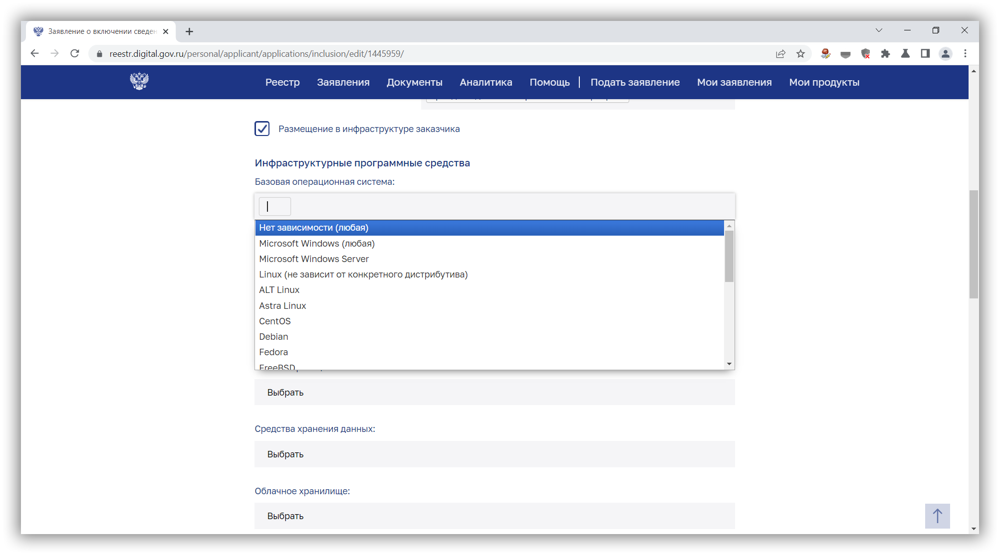 Заявление о включении сведен
reestr.digital.gov.ru/personal/applicant/applications/inclusion/edit/1445959/
Реестр Заявления Документы Аналитика Помощь | Подать заявление Мои заявления Мои продукты
Размещение в инфраструктуре заказчика
Инфраструктурные программные средства
Базовая операционная система:
Нет зависимости (любая)
Microsoft Windows (любая)
Microsoft Windows Server
Linux (не зависит от конкретного дистрибутива)
ALT Linux
Astra Linux
CentOS
Debian
Fedora
FreeBSD
Выбрать
Средства хранения данных:
Выбрать
Облачное хранилище:
Выбрать